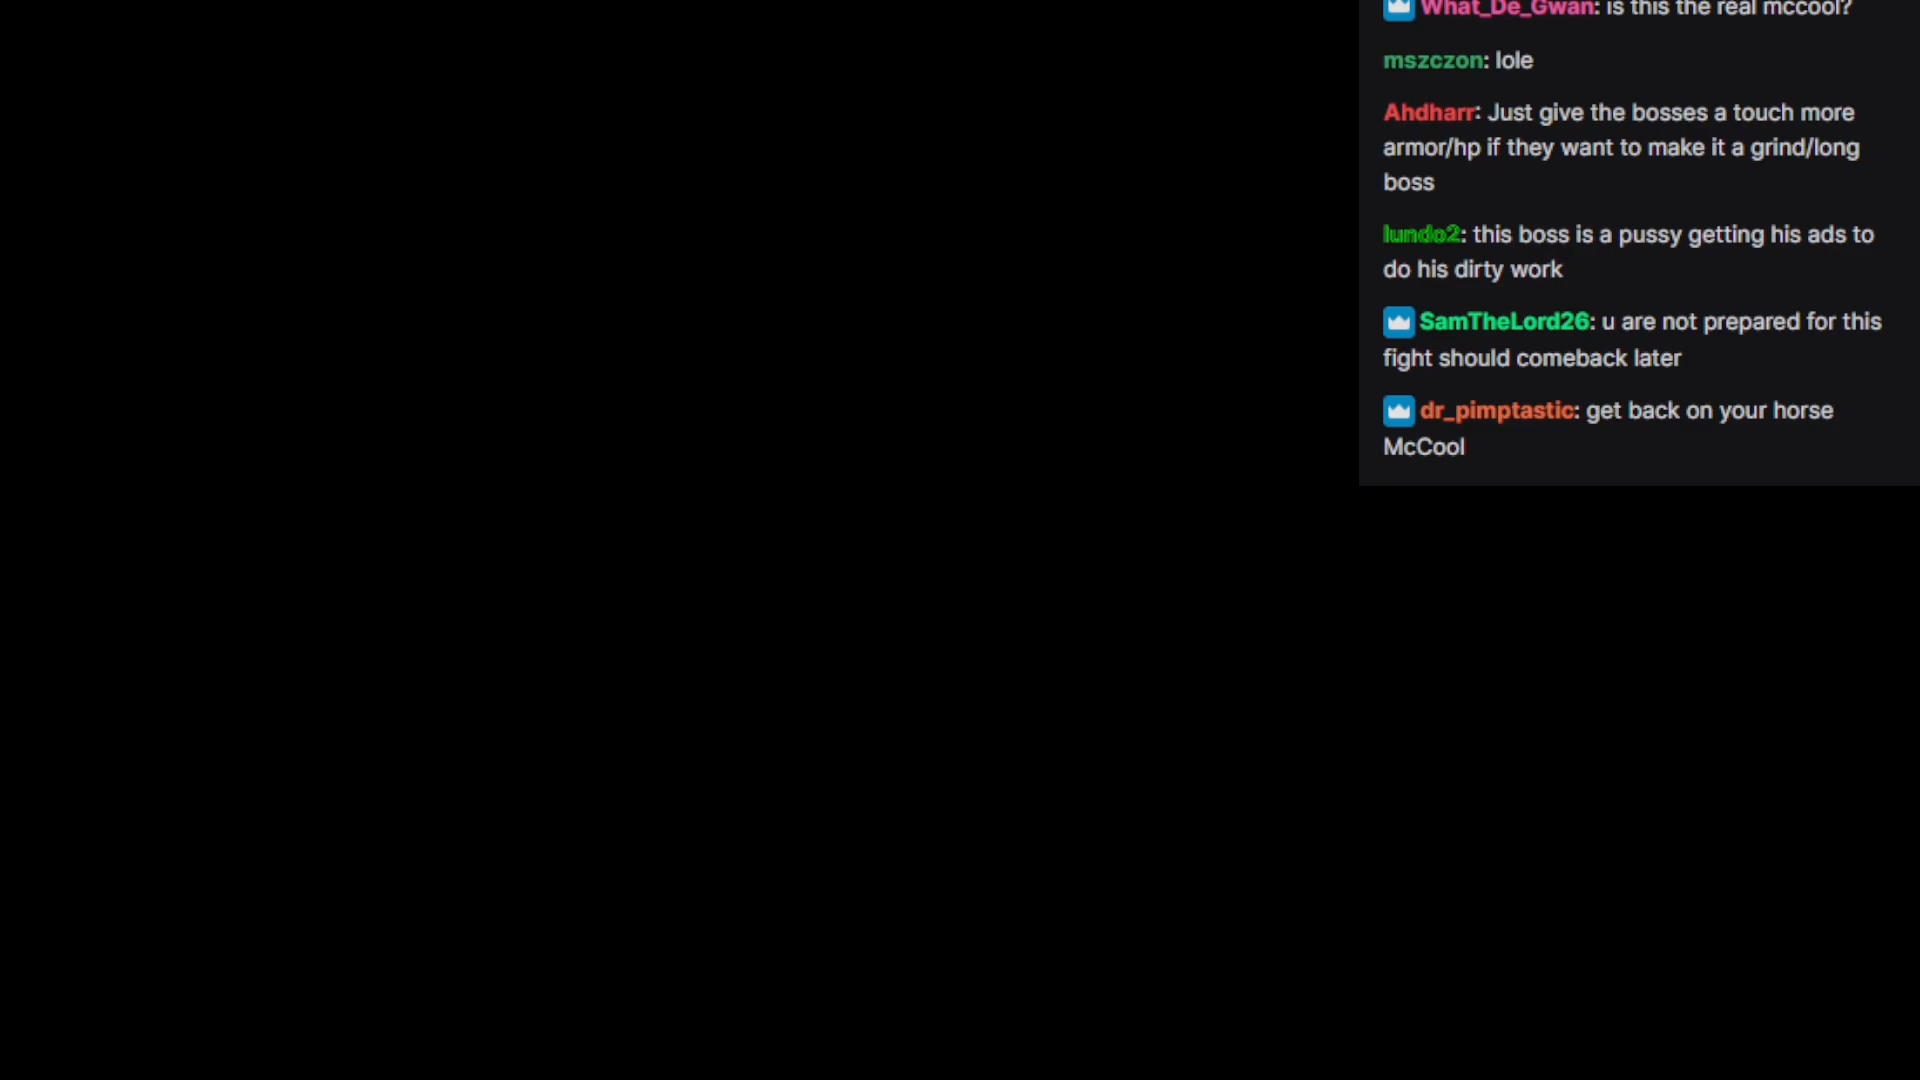 What_De_Gwan: is this the real mccool?
mszczon: lole
Ahdharr: Just give the bosses a touch more
armor/hp if they want to make it a grind/long
boss
lundo2: this boss is a pussy getting his ads to
do his dirty work
SamTheLord26: u are not prepared for this
fight should comeback later
dr_pimptastic: get back on your horse
McCool